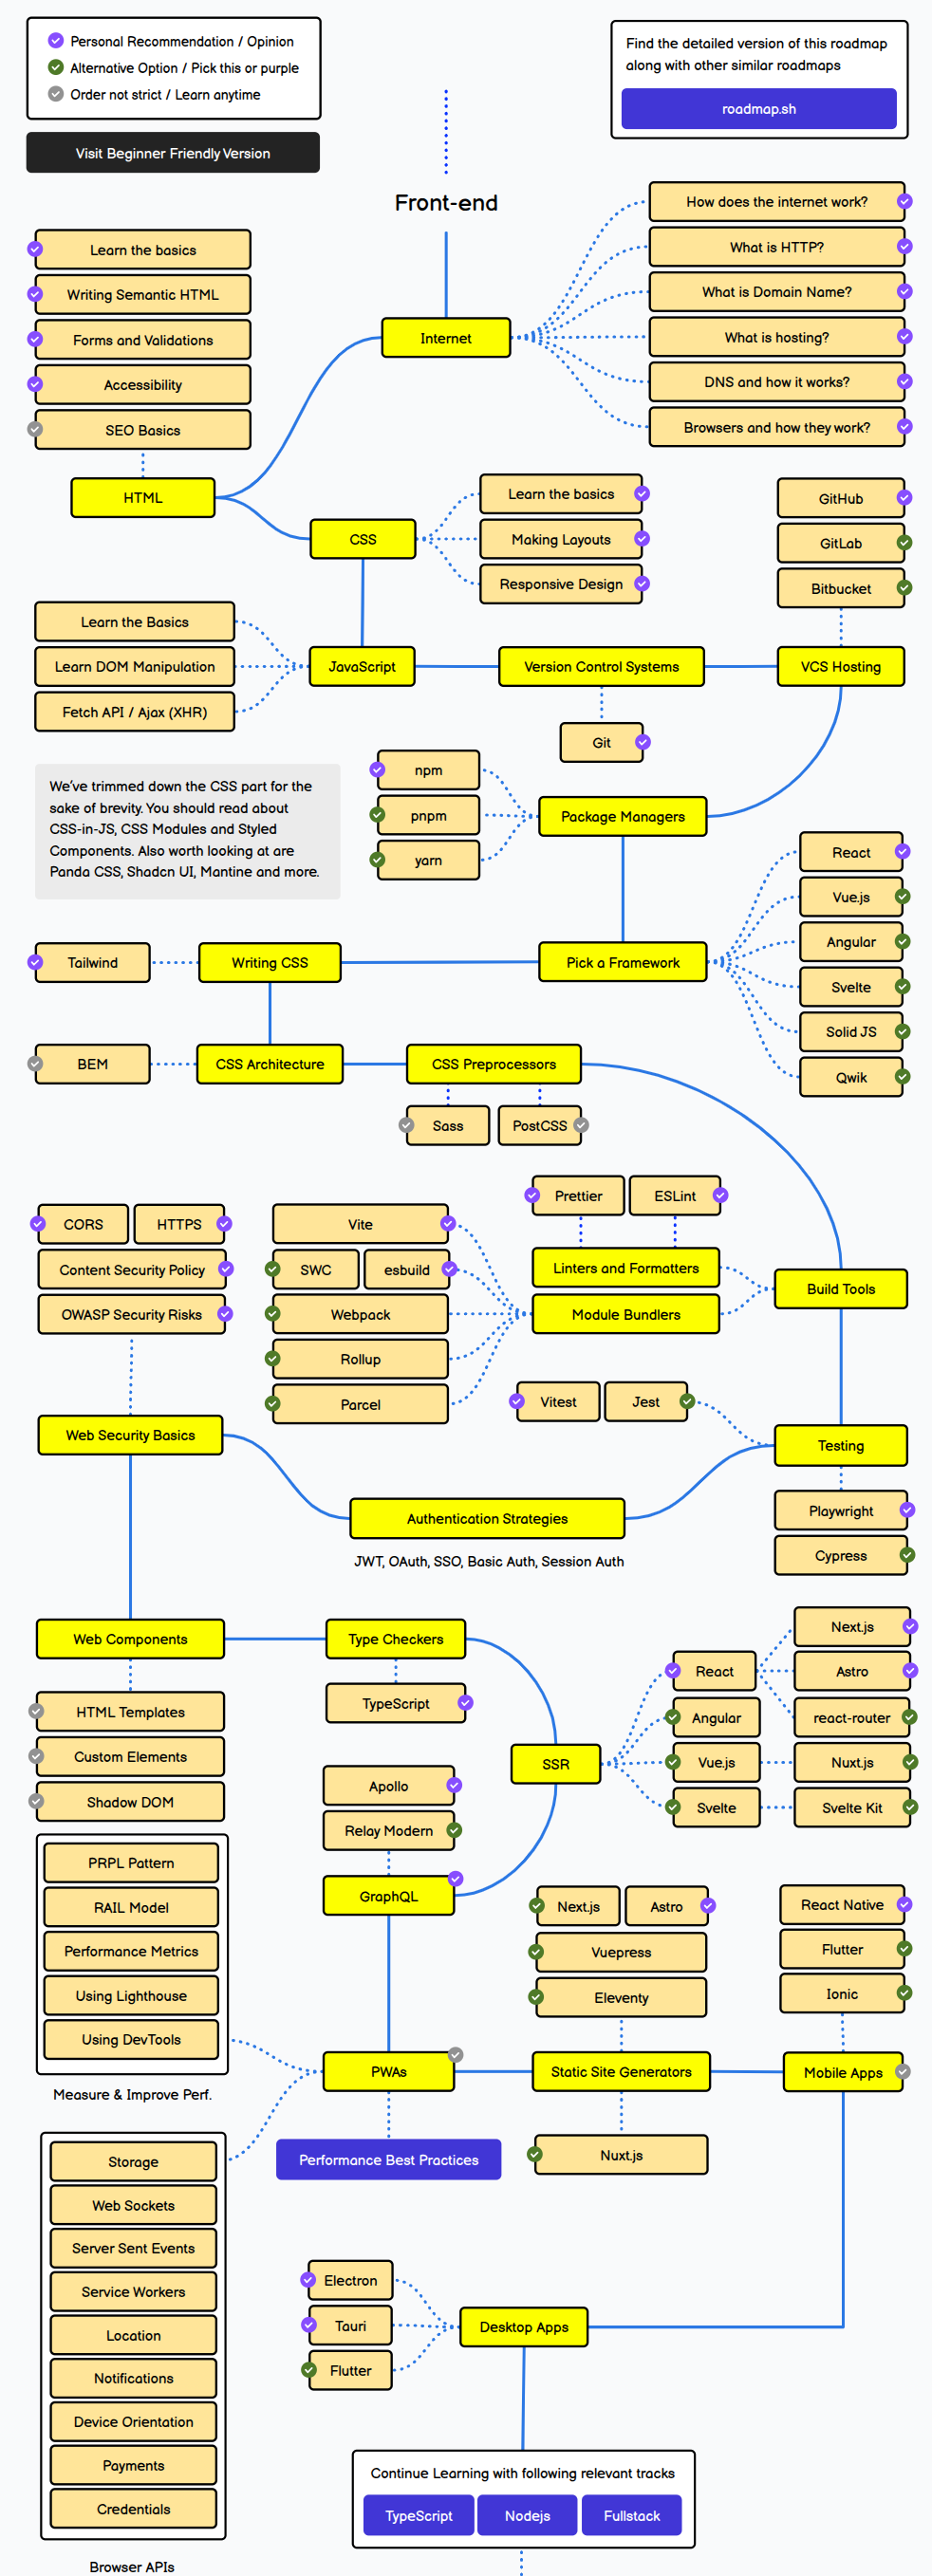 Personal Recommendation / Opinion
Alternative Option / Pick this or purple
Order not strict / Learn anytime
Visit Beginner Friendly Version
Find the detailed version of this roadmap
along with other similar roadmaps
roadmap.sh
Front-end
Internet
How does the internet work?
What is HTTP?
What is Domain Name?
What is hosting?
DNS and how it works?
Browsers and how they work?
Learn the basics
Writing Semantic HTML
Forms and Validations
Accessibility
SEO Basics
HTML
CSS
Learn the basics
Making Layouts
Responsive Design
GitHub
GitLab
Bitbucket
Learn the Basics
Learn DOM Manipulation
Fetch API / Ajax (XHR)
JavaScript
Version Control Systems
VCS Hosting
Git
We've trimmed down the CSS part for the
sake of brevity. You should read about
CSS-in-JS, CSS Modules and Styled
Components. Also worth looking at are
Panda CSS, Shadcn UI, Mantine and more.
npm
pnpm
yarn
Package Managers
React
Vue.js
Angular
Svelte
Solid JS
Qwik
Tailwind
Writing CSS
Pick a Framework
BEM
CSS Architecture
CSS Preprocessors
Sass
PostCSS
Prettier
ESLint
Linters and Formatters
Module Bundlers
Build Tools
CORS
HTTPS
Content Security Policy
OWASP Security Risks
Vite
SWC
esbuild
Webpack
Rollup
Parcel
Vitest
Jest
Web Security Basics
Testing
Authentication Strategies
JWT, OAuth, SSO, Basic Auth, Session Auth
Playwright
Cypress
Web Components
Type Checkers
HTML Templates
Custom Elements
Shadow DOM
TypeScript
SSR
React
Angular
Vue.js
Svelte
Next.js
Astro
react-router
Nuxt.js
Svelte Kit
Apollo
Relay Modern
GraphQL
PRPL Pattern
RAIL Model
Performance Metrics
Using Lighthouse
Using DevTools
Measure & Improve Perf.
Next.js
Astro
Vuepress
Eleventy
React Native
Flutter
Ionic
PWAs
Static Site Generators
Mobile Apps
Performance Best Practices
Nuxt.js
Storage
Web Sockets
Server Sent Events
Service Workers
Location
Notifications
Device Orientation
Payments
Credentials
Browser APIs
Electron
Tauri
Flutter
Desktop Apps
Continue Learning with following relevant tracks
TypeScript
Nodejs
Fullstack